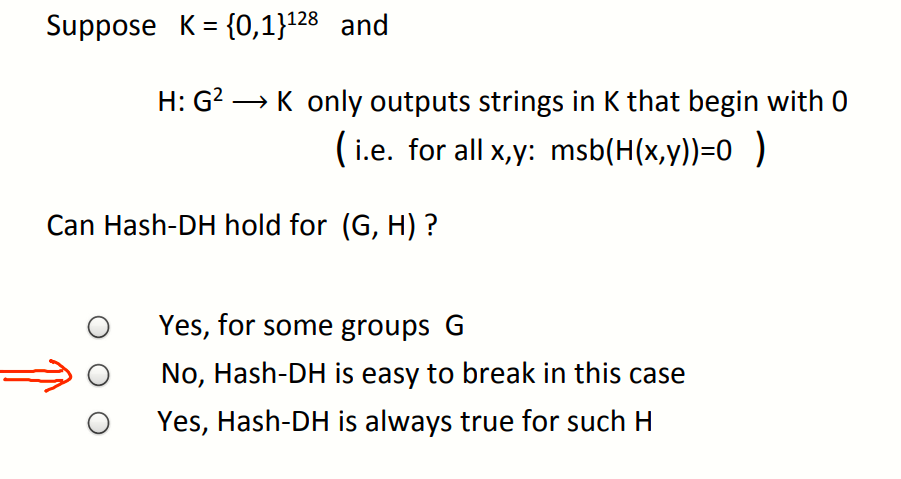 Suppose K = {0,1}¹²⁸ and
H: G² ⟶ K only outputs strings in K that begin with 0
( i.e. for all x,y: msb(H(x,y))=0 )
Can Hash-DH hold for (G, H) ?
Yes, for some groups G
No, Hash-DH is easy to break in this case
Yes, Hash-DH is always true for such H